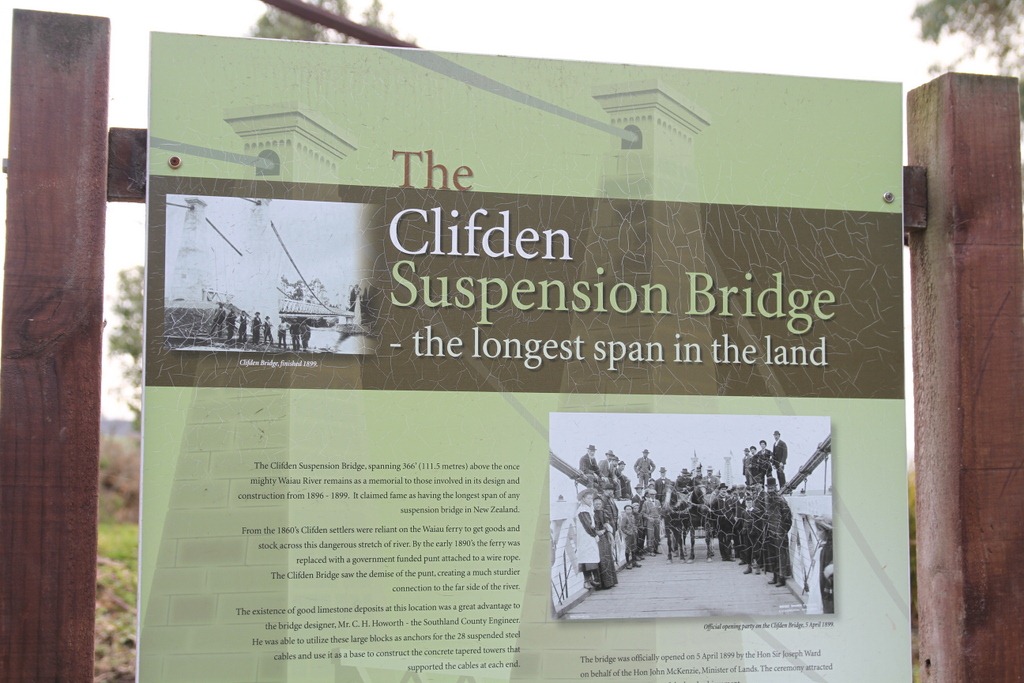 The
Clifden
Suspension Bridge
- the longest span in the land
Clifden Bridge, finished 1899.
The Clifden Suspension Bridge, spanning 366' (111.5 metres) above the once
mighty Waiau River remains as a memorial to those involved in its design and
construction from 1896 - 1899. It claimed fame as having the longest span of any
suspension bridge in New Zealand.
From the 1860's Clifden settlers were reliant on the Waiau ferry to get goods and
stock across this dangerous stretch of river. By the early 1890's the ferry was
replaced with a government funded punt attached to a wire rope.
The Clifden Bridge saw the demise of the punt, creating a much sturdier
connection to the far side of the river.
The existence of good limestone deposits at this location was a great advantage to
the bridge designer, Mr. C. H. Howorth - the Southland County Engineer.
He was able to utilize these large blocks as anchors for the 28 suspended steel
cables and use it as a base to construct the concrete tapered towers that
supported the cables at each end.
Official opening party on the Clifden Bridge, 5 April 1899.
The bridge was officially opened on 5 April 1899 by the Hon Sir Joseph Ward
on behalf of the Hon John McKenzie, Minister of Lands. The ceremony attracted